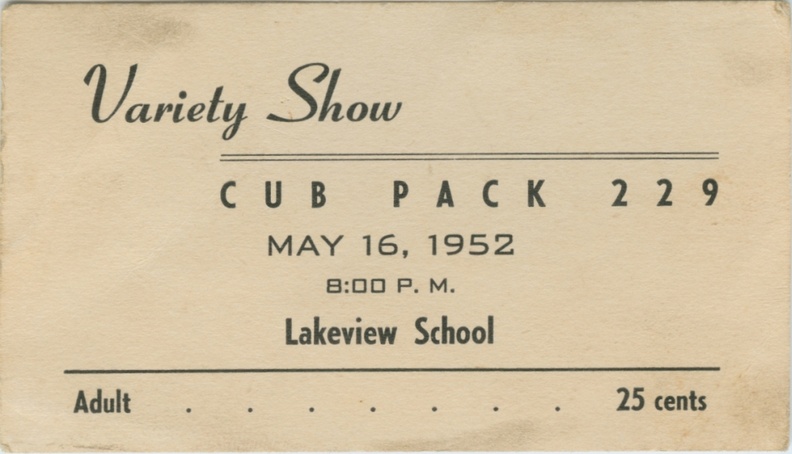 Variety Show
CUB PACK 229
MAY 16, 1952
8:00 P. M.
Lakeview School
Adult . . . . . . . 25 cents